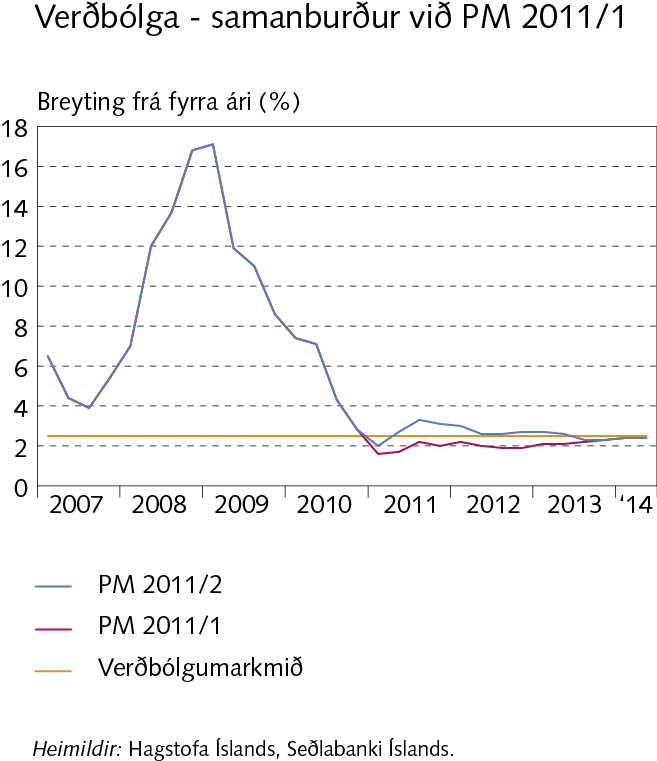 Verðbólga - samanburður við PM 2011/1
Breyting frá fyrra ári (%)
18
16
14
12
10
8
6
4
2
0
2007 2008 2009 2010 2011 2012 2013 ‘14
PM 2011/2
PM 2011/1
Verðbólgumarkmið
Heimildir: Hagstofa Íslands, Seðlabanki Íslands.